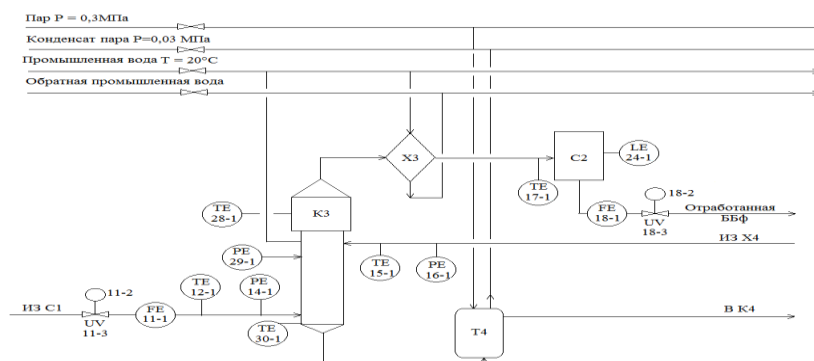 Пар Р = 0,3МПа
Конденсат пара Р=0,03 МПа
Промышленная вода Т = 20°С
Обратная промышленная вода
Х3
С2
LE
24-1
TE
17-1
18-2
FE
18-1
UV
18-3
Отработанная
ББф
TE
28-1
К3
ИЗ Х4
PE
29-1
TE
15-1
PE
16-1
11-2
TE
12-1
PE
14-1
ИЗ С1
UV
11-3
FE
11-1
TE
30-1
Т4
В К4